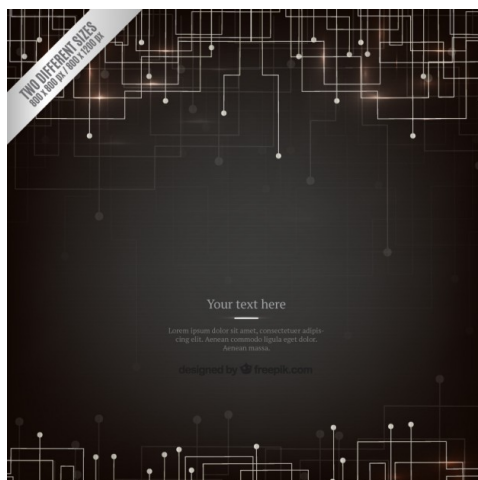 TWO DIFFERENT SIZES
800 X 800 px / 800 x 1200 px
Your text here
Lorem ipsum dolor sit amet, consectetuer adipis-
cing elit. Aenean commodo ligula eget dolor.
Aenean massa.
designed by freepik.com